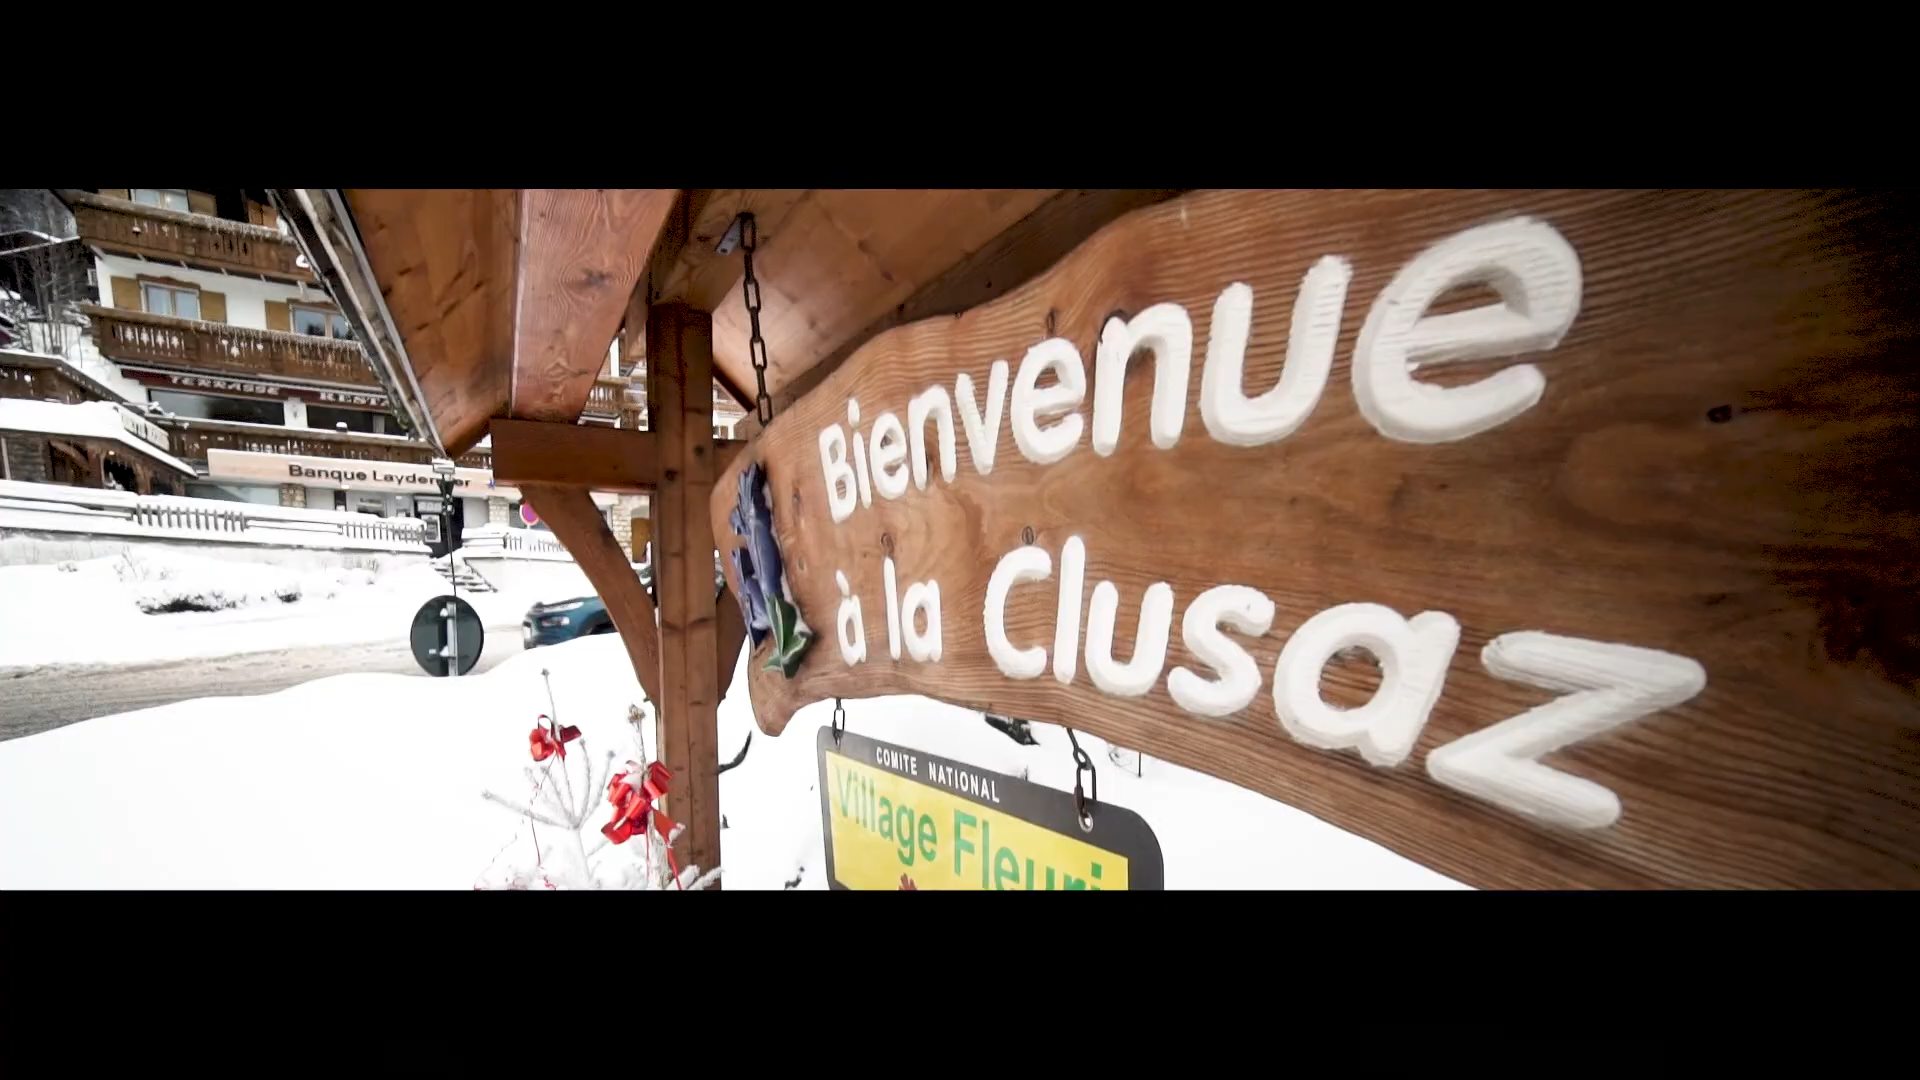 TERRASSE
Banque Laydernier
Bienvenue
à la Clusaz
COMITE NATIONAL
Village Fleuri